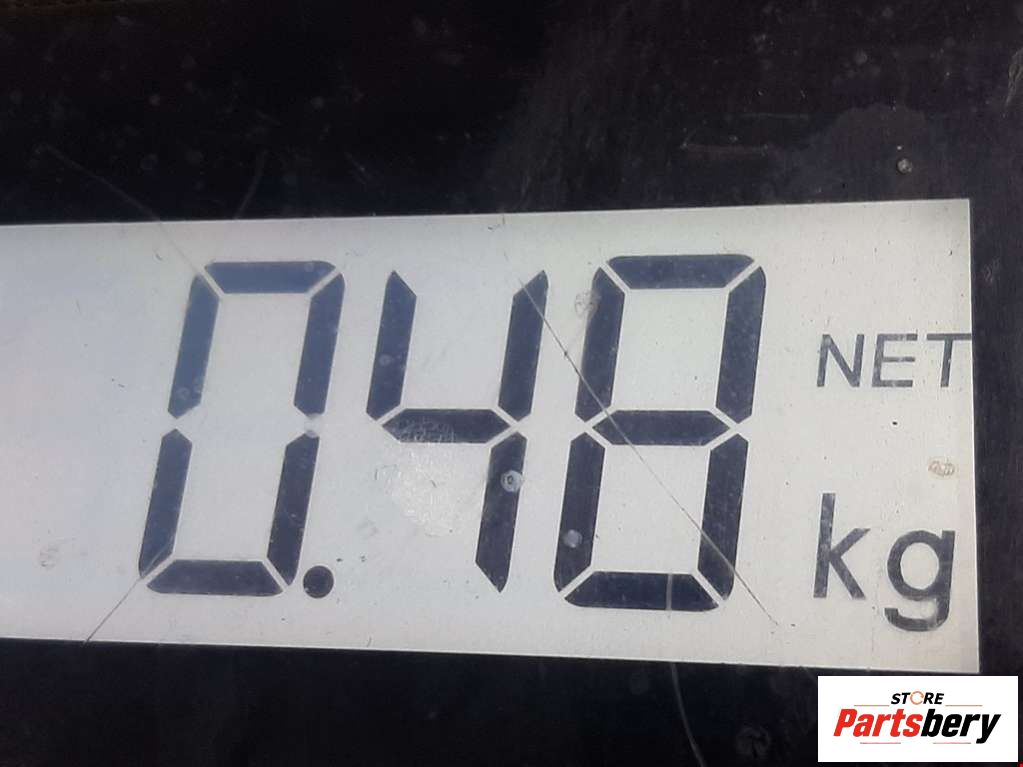 0.48
NET
kg
STORE
Partsbery